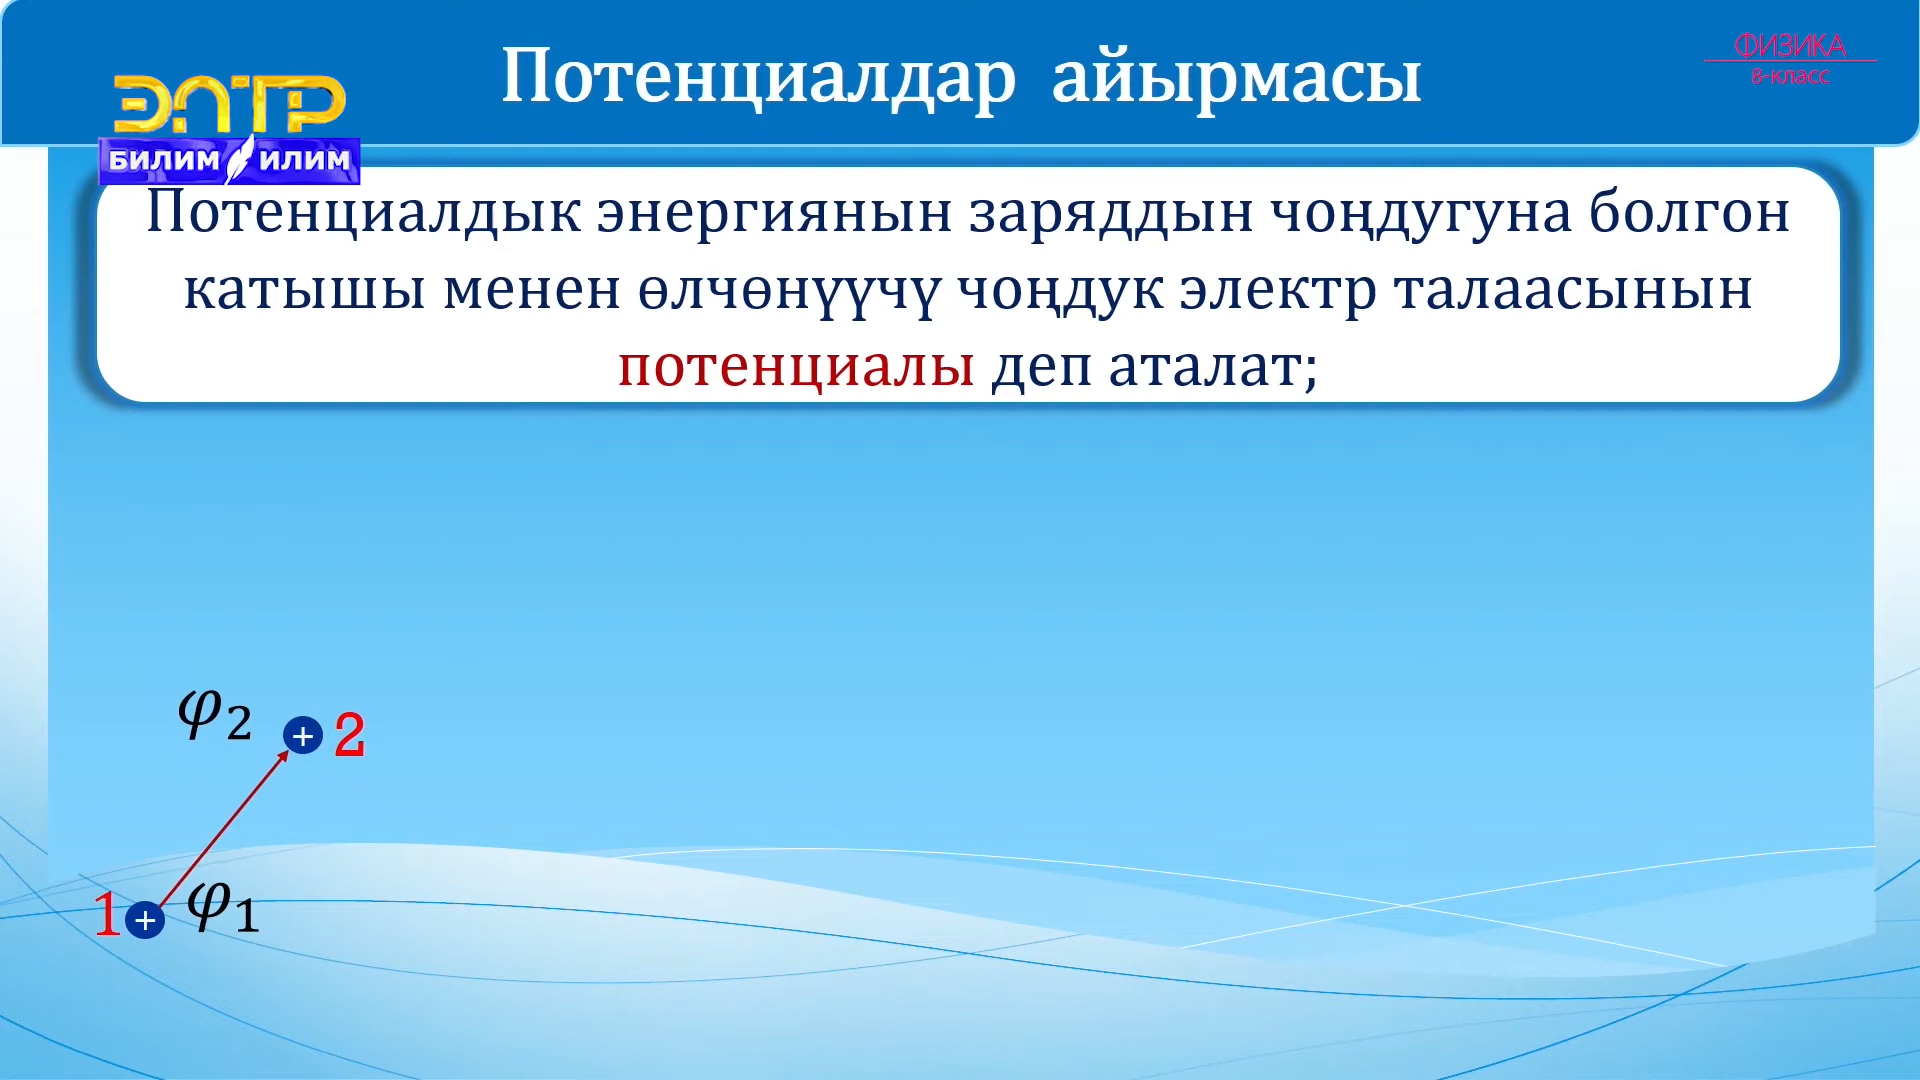 Потенциалдар айырмасы
ФИЗИКА
8-класс
ЭЛТР
БИЛИМ ИЛИМ
Потенциалдык энергиянын заряддын чоңдугуна болгон
катышы менен өлчөнүүчү чоңдук электр талаасынын
потенциалы деп аталат;
φ₂ + 2
1 + φ₁